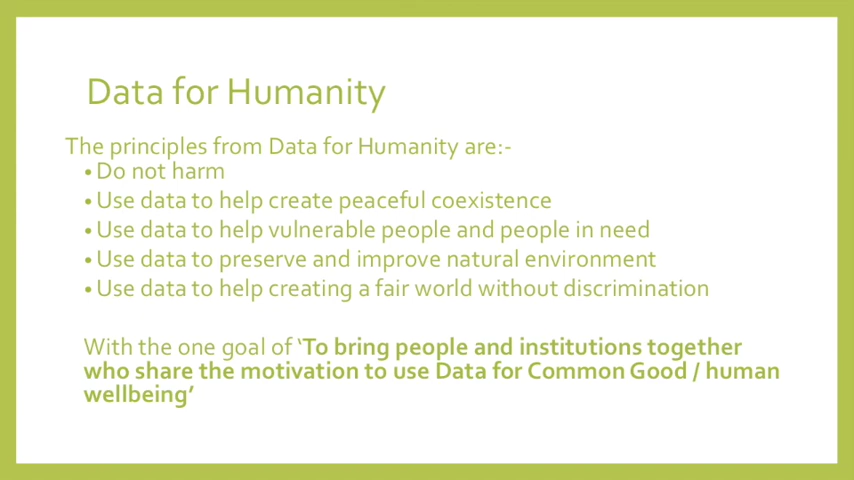 Data for Humanity
The principles from Data for Humanity are:-
• Do not harm
• Use data to help create peaceful coexistence
• Use data to help vulnerable people and people in need
• Use data to preserve and improve natural environment
• Use data to help creating a fair world without discrimination
With the one goal of ‘To bring people and institutions together
who share the motivation to use Data for Common Good / human
wellbeing’